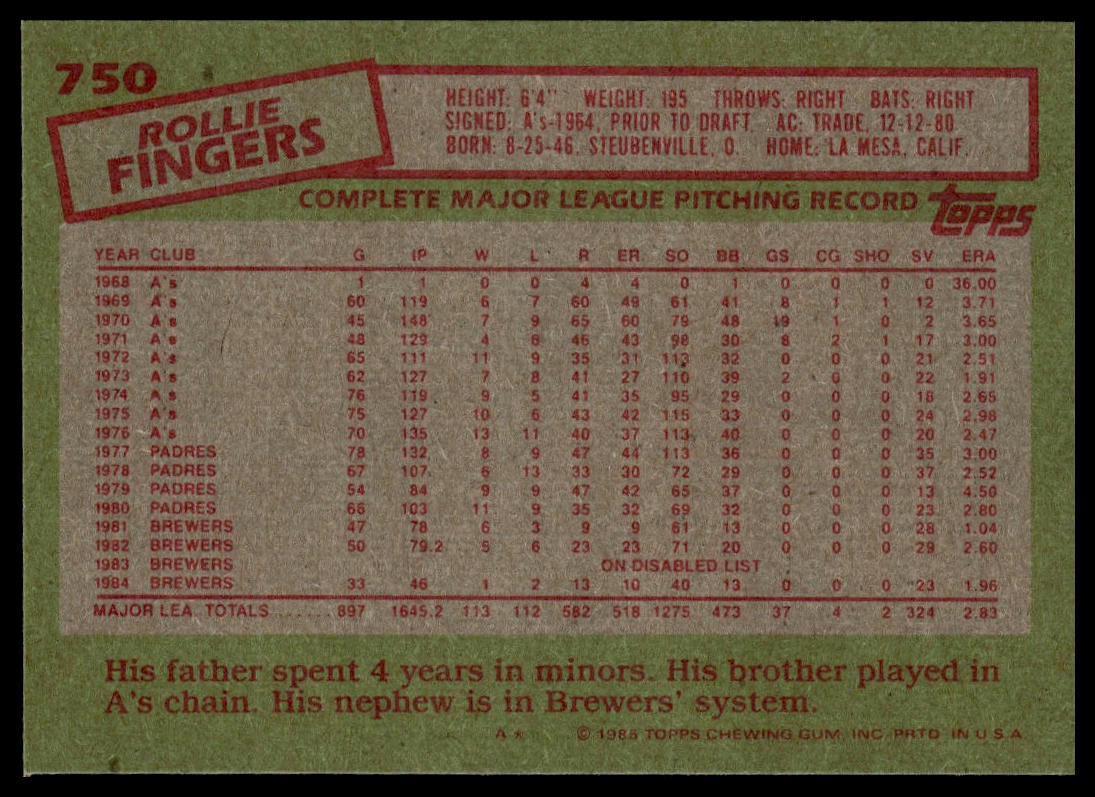 750
ROLLIE
FINGERS
HEIGHT: 6'4" WEIGHT: 195 THROWS: RIGHT BATS: RIGHT
SIGNED: A's-1964, PRIOR TO DRAFT. AC: TRADE, 12-12-80
BORN: 8-25-46, STEUBENVILLE, O. HOME: LA MESA, CALIF.
COMPLETE MAJOR LEAGUE PITCHING RECORD topps
YEAR CLUB G IP W L R ER SO BB GS CG SHO SV ERA
1968 A's 1 1 0 0 4 4 0 1 0 0 0 0 36.00
1969 A's 60 119 6 7 60 49 61 41 8 1 1 12 3.71
1970 A's 45 148 7 9 65 60 79 48 19 1 0 2 3.65
1971 A's 48 129 4 6 46 43 98 30 8 2 1 17 3.00
1972 A's 65 111 11 9 35 31 113 32 0 0 0 21 2.51
1973 A's 62 127 7 8 41 27 110 39 2 0 0 22 1.91
1974 A's 76 119 9 5 41 35 95 29 0 0 0 18 2.65
1975 A's 75 127 10 6 43 42 115 33 0 0 0 24 2.98
1976 A's 70 135 13 11 40 37 113 40 0 0 0 20 2.47
1977 PADRES 78 132 8 9 47 44 113 36 0 0 0 35 3.00
1978 PADRES 67 107 6 13 33 30 72 29 0 0 0 37 2.52
1979 PADRES 54 84 9 9 47 42 65 37 0 0 0 13 4.50
1980 PADRES 66 103 11 9 35 32 69 32 0 0 0 23 2.80
1981 BREWERS 47 78 6 3 9 9 61 13 0 0 0 28 1.04
1982 BREWERS 50 79.2 5 6 23 23 71 20 0 0 0 29 2.60
1983 BREWERS ON DISABLED LIST
1984 BREWERS 33 46 1 2 13 10 40 13 0 0 0 23 1.96
MAJOR LEA. TOTALS...... 897 1645.2 113 112 582 518 1275 473 37 4 2 324 2.83
His father spent 4 years in minors. His brother played in
A's chain. His nephew is in Brewers' system.
A* © 1985 TOPPS CHEWING GUM, INC. PRTD. IN U.S.A.